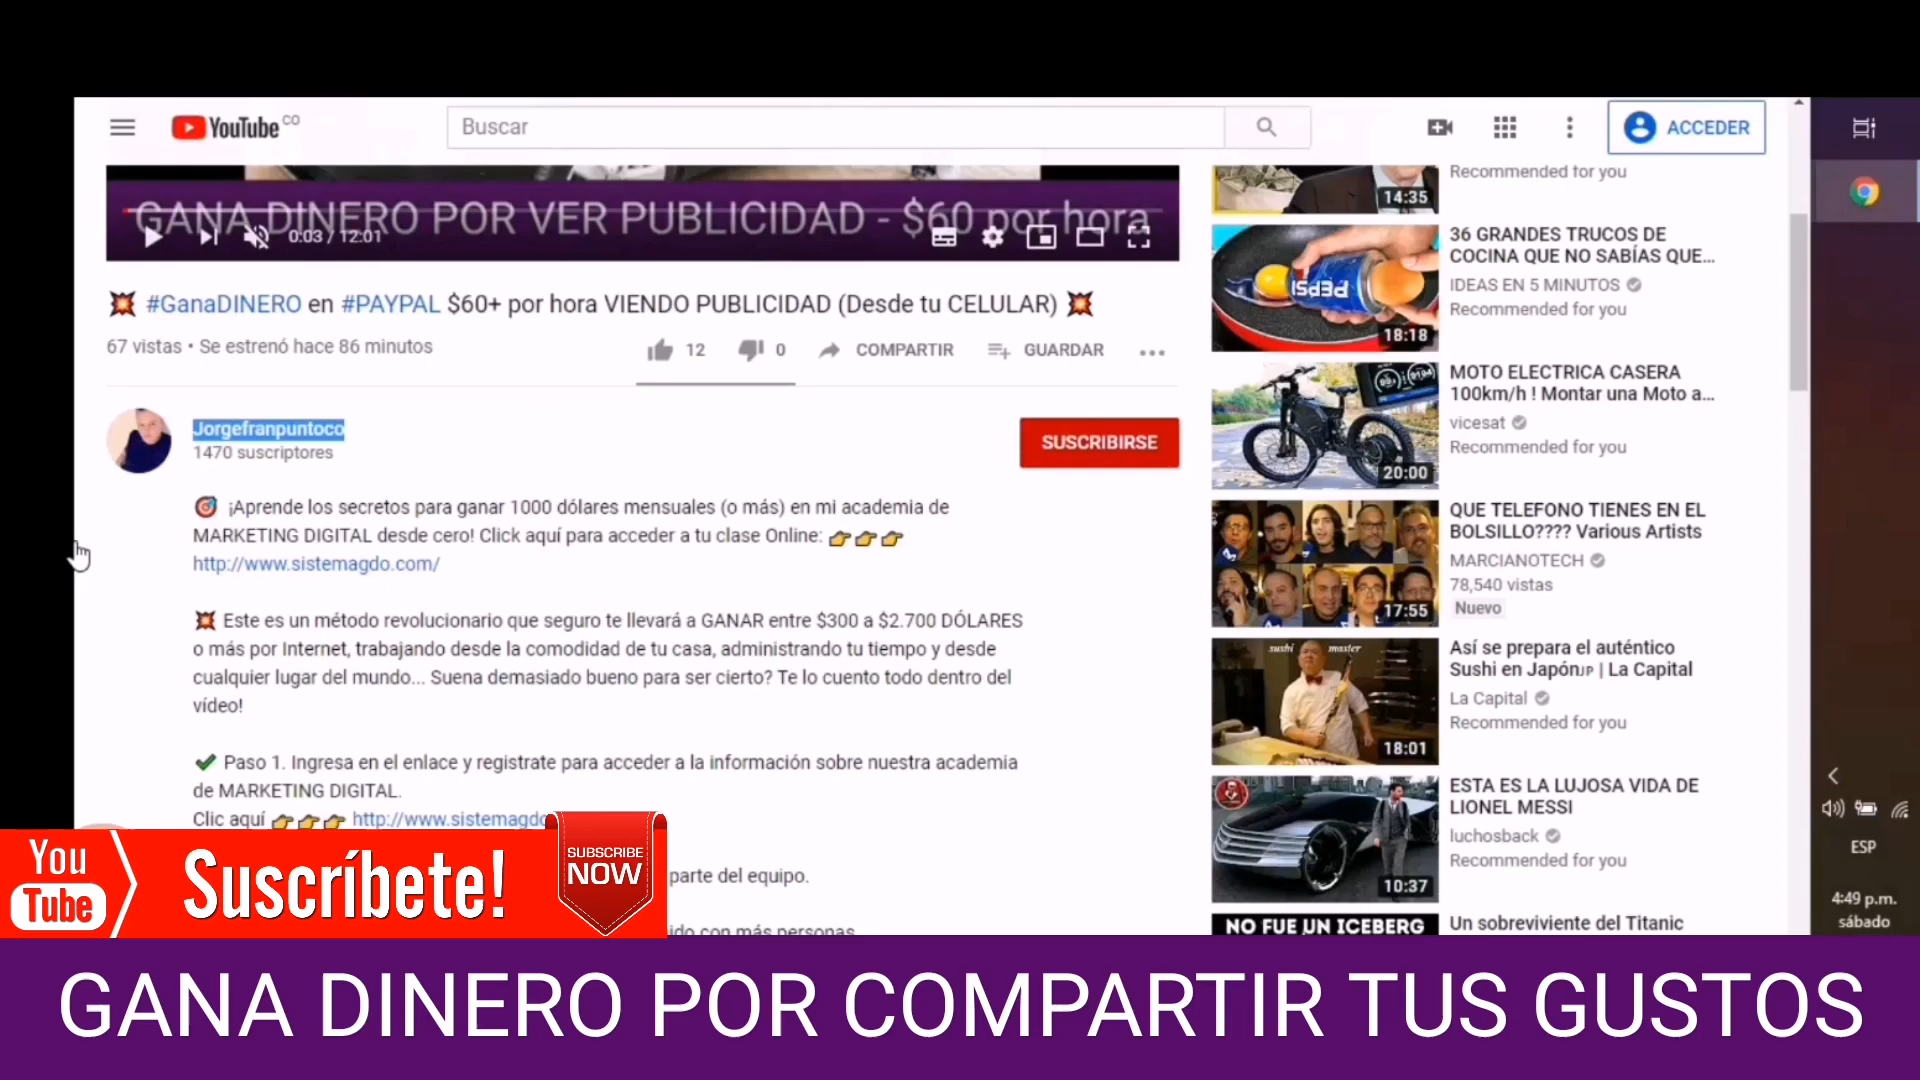 YouTube CO
Buscar
ACCEDER
GANA DINERO POR VER PUBLICIDAD - $60 por hora
0:03 / 12:01
💥 #GanaDINERO en #PAYPAL $60+ por hora VIENDO PUBLICIDAD (Desde tu CELULAR) 💥
67 vistas • Se estrenó hace 86 minutos
12
0
COMPARTIR
GUARDAR
Jorgefranpuntoco
1470 suscriptores
SUSCRIBIRSE
🎯 ¡Aprende los secretos para ganar 1000 dólares mensuales (o más) en mi academia de
MARKETING DIGITAL desde cero! Click aquí para acceder a tu clase Online: 👉👉👉
http://www.sistemagdo.com/
💥 Este es un método revolucionario que seguro te llevará a GANAR entre $300 a $2.700 DÓLARES
o más por Internet, trabajando desde la comodidad de tu casa, administrando tu tiempo y desde
cualquier lugar del mundo... Suena demasiado bueno para ser cierto? Te lo cuento todo dentro del
vídeo!
✔ Paso 1. Ingresa en el enlace y registrate para acceder a la información sobre nuestra academia
de MARKETING DIGITAL.
Clic aquí 👉👉👉 http://www.sistemagdo
parte del equipo.
ido con más personas
14:35
Recommended for you
36 GRANDES TRUCOS DE
COCINA QUE NO SABÍAS QUE...
IDEAS EN 5 MINUTOS
Recommended for you
PEPSI
18:18
MOTO ELECTRICA CASERA
100km/h ! Montar una Moto a...
vicesat
Recommended for you
20:00
QUE TELEFONO TIENES EN EL
BOLSILLO???? Various Artists
MARCIANOTECH
78,540 vistas
Nuevo
17:55
Así se prepara el auténtico
Sushi en Japón🇯🇵 | La Capital
La Capital
Recommended for you
sushi master
18:01
ESTA ES LA LUJOSA VIDA DE
LIONEL MESSI
luchosback
Recommended for you
10:37
NO FUE UN ICEBERG
Un sobreviviente del Titanic
ESP
4:49 p.m.
sábado
You
Tube
Suscríbete!
SUBSCRIBE
NOW
GANA DINERO POR COMPARTIR TUS GUSTOS